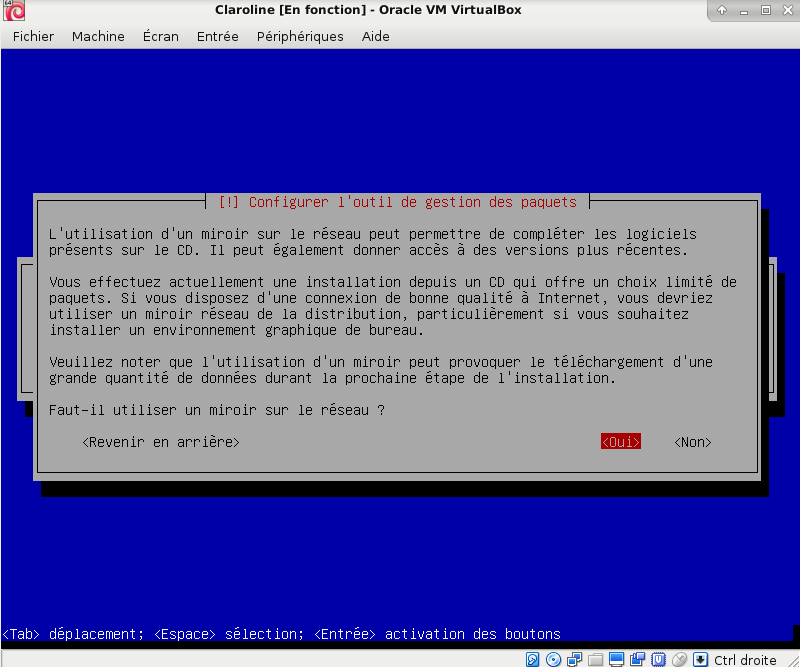 Claroline [En fonction] - Oracle VM VirtualBox
Fichier Machine Écran Entrée Périphériques Aide
[!] Configurer l'outil de gestion des paquets
L'utilisation d'un miroir sur le réseau peut permettre de compléter les logiciels
présents sur le CD. Il peut également donner accès à des versions plus récentes.
Vous effectuez actuellement une installation depuis un CD qui offre un choix limité de
paquets. Si vous disposez d'une connexion de bonne qualité à Internet, vous devriez
utiliser un miroir réseau de la distribution, particulièrement si vous souhaitez
installer un environnement graphique de bureau.
Veuillez noter que l'utilisation d'un miroir peut provoquer le téléchargement d'une
grande quantité de données durant la prochaine étape de l'installation.
Faut-il utiliser un miroir sur le réseau ?
<Revenir en arrière> <Oui> <Non>
<Tab> déplacement; <Espace> sélection; <Entrée> activation des boutons
Ctrl droite